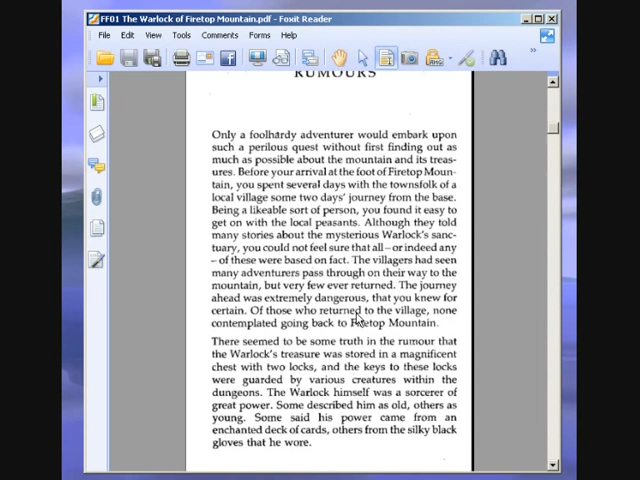 FF01 The Warlock of Firetop Mountain.pdf - Foxit Reader
File Edit View Tools Comments Forms Help
RUMOURS
Only a foolhardy adventurer would embark upon
such a perilous quest without first finding out as
much as possible about the mountain and its treas-
ures. Before your arrival at the foot of Firetop Moun-
tain, you spent several days with the townsfolk of a
local village some two days' journey from the base.
Being a likeable sort of person, you found it easy to
get on with the local peasants. Although they told
many stories about the mysterious Warlock's sanc-
tuary, you could not feel sure that all – or indeed any
– of these were based on fact. The villagers had seen
many adventurers pass through on their way to the
mountain, but very few ever returned. The journey
ahead was extremely dangerous, that you knew for
certain. Of those who returned to the village, none
contemplated going back to Firetop Mountain.
There seemed to be some truth in the rumour that
the Warlock's treasure was stored in a magnificent
chest with two locks, and the keys to these locks
were guarded by various creatures within the
dungeons. The Warlock himself was a sorcerer of
great power. Some described him as old, others as
young. Some said his power came from an
enchanted deck of cards, others from the silky black
gloves that he wore.